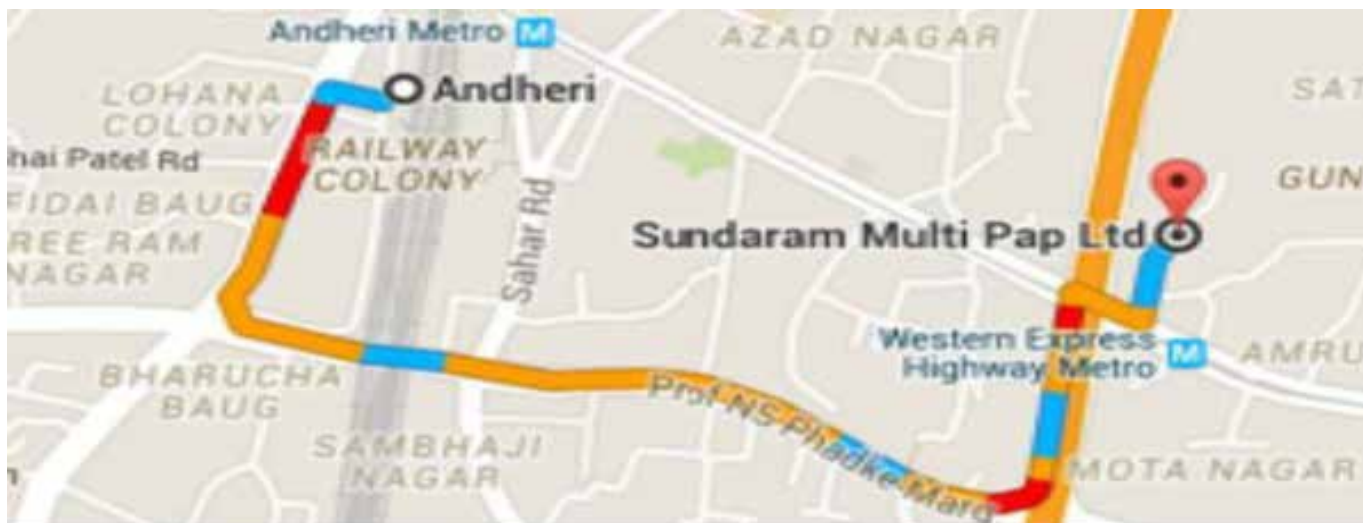 Andheri Metro M
AZAD NAGAR
LOHANA
COLONY
Andheri
SAT
hai Patel Rd
RAILWAY
COLONY
GUN
FIDAI BAUG
REE RAM
NAGAR
Sahar Rd
Sundaram Multi Pap Ltd
Western Express
Highway Metro
M
AMRU
BHARUCHA
BAUG
Prof NS Phadke Marg
SAMBHAJI
NAGAR
MOTA NAGAR